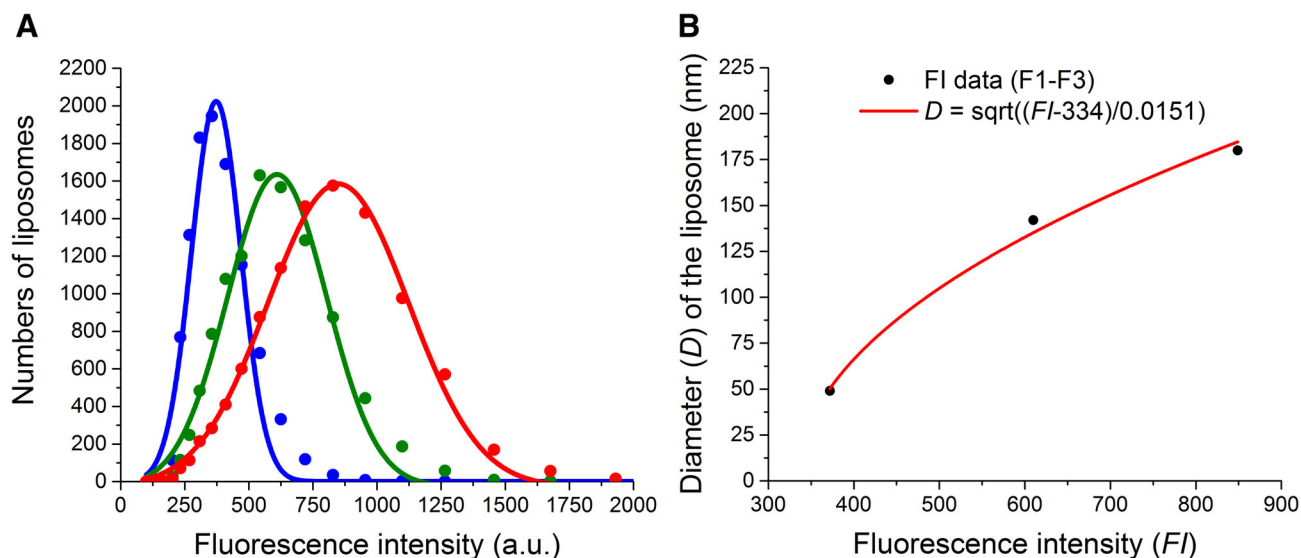 A
2200
2000
1800
1600
1400
1200
1000
800
600
400
200
0
Numbers of liposomes
0 250 500 750 1000 1250 1500 1750 2000
Fluorescence intensity (a.u.)
B
225
200
175
150
125
100
75
50
25
0
Diameter (D) of the liposome (nm)
FI data (F1-F3)
D = sqrt((FI-334)/0.0151)
300 400 500 600 700 800 900
Fluorescence intensity (FI)